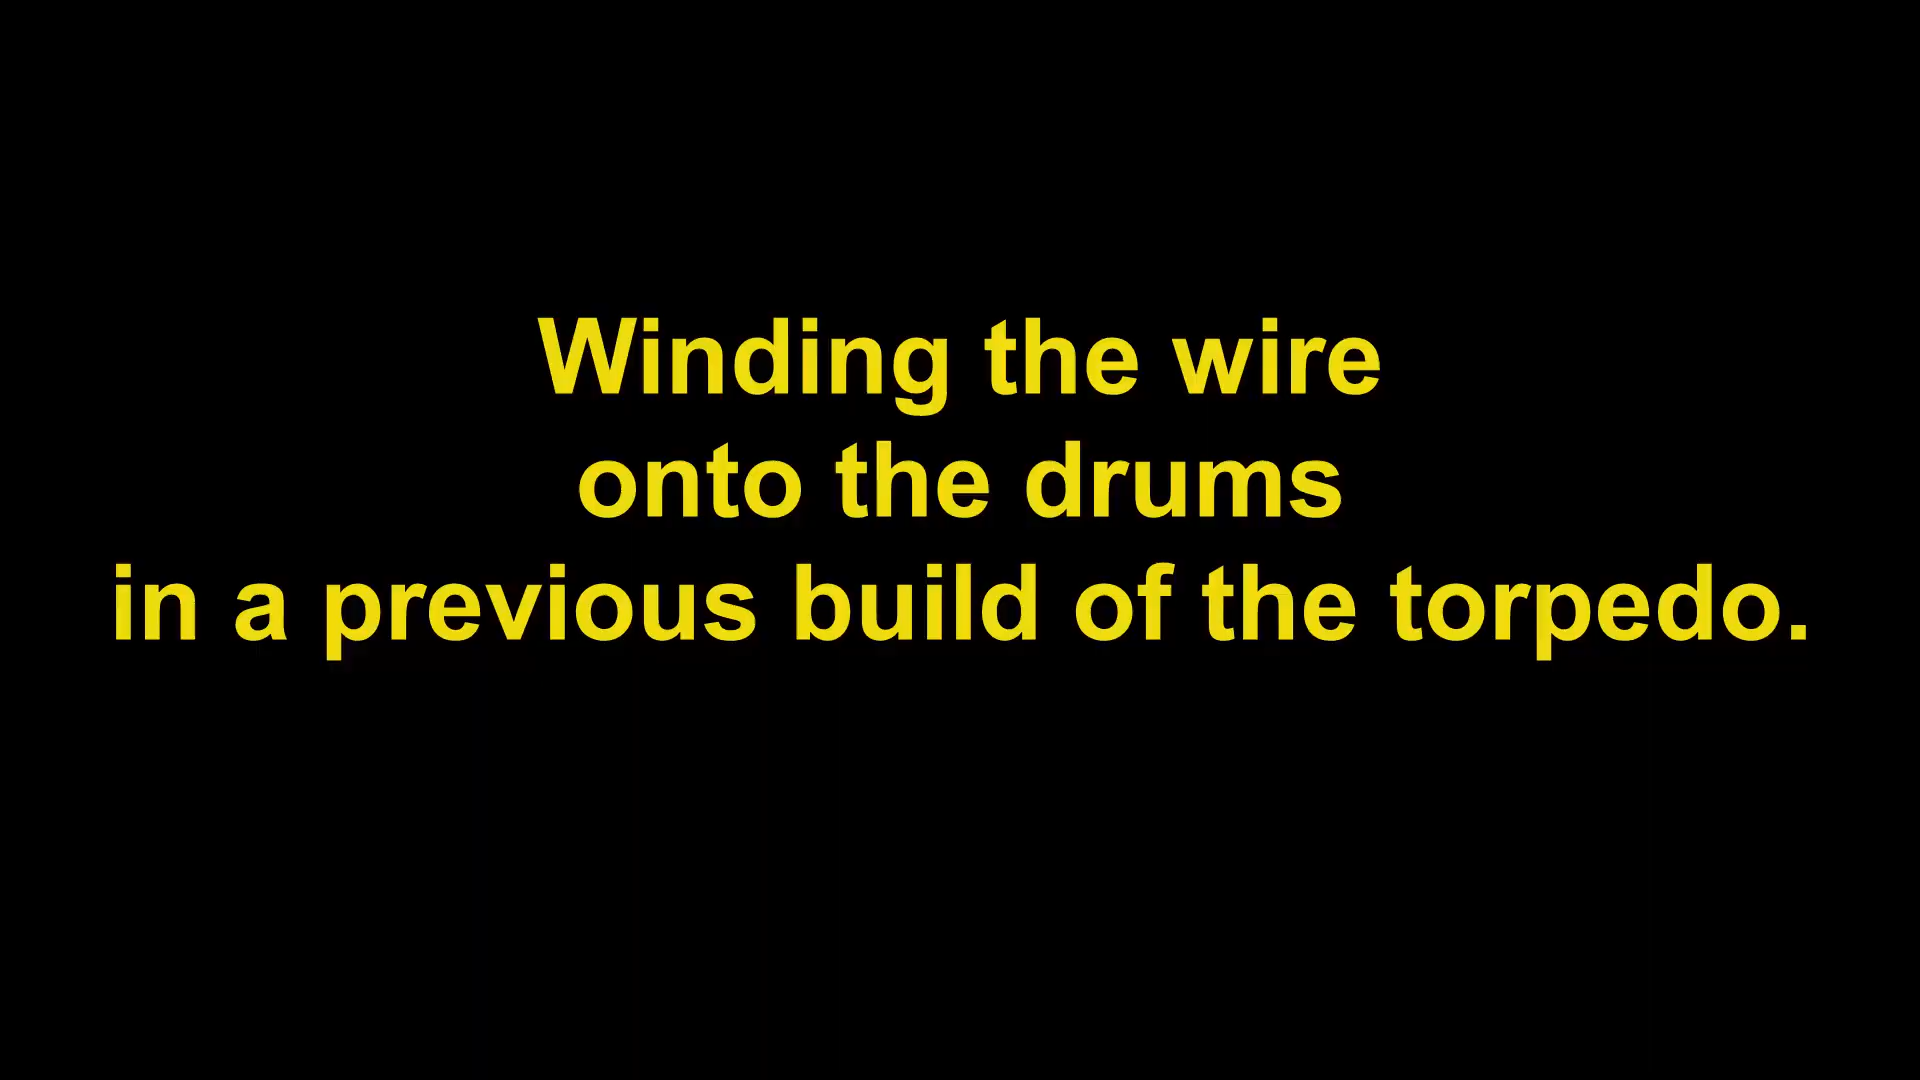 Winding the wire
onto the drums
in a previous build of the torpedo.